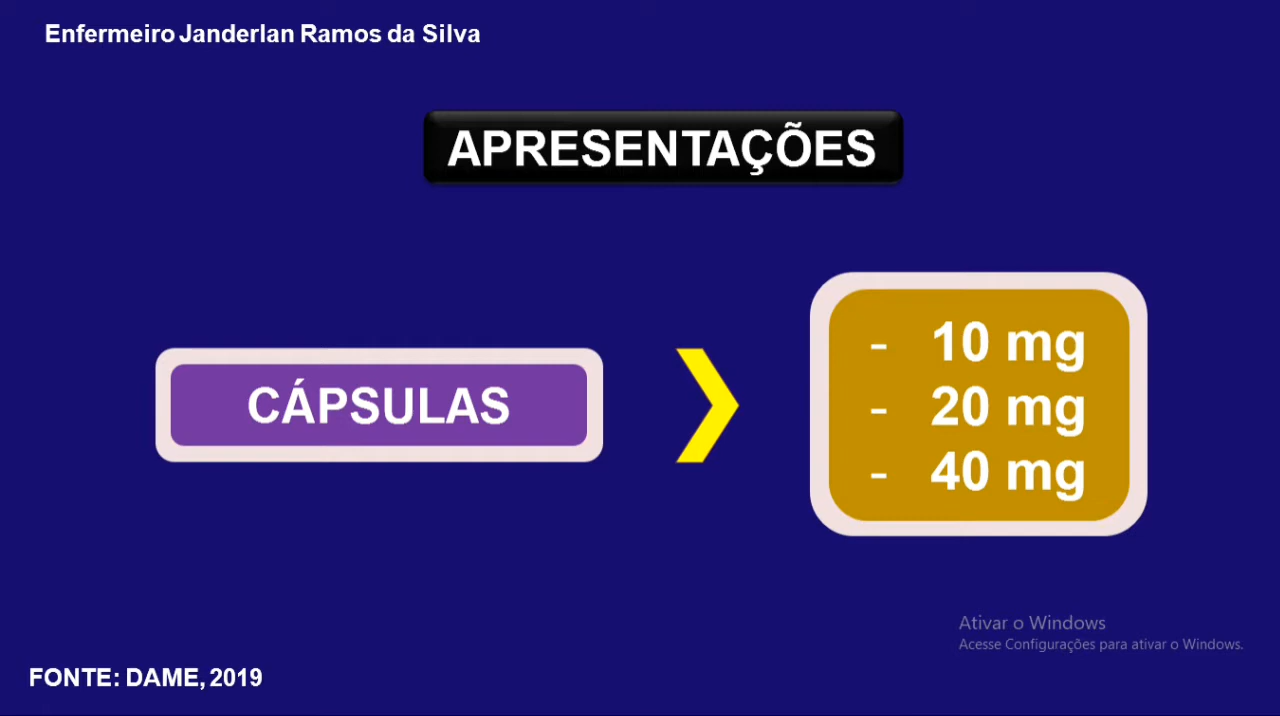 Enfermeiro Janderlan Ramos da Silva
APRESENTAÇÕES
CÁPSULAS
- 10 mg
- 20 mg
- 40 mg
Ativar o Windows
Acesse Configurações para ativar o Windows.
FONTE: DAME, 2019